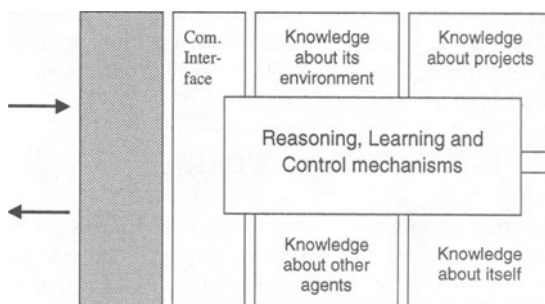 Com.
Inter-
face
Knowledge
about its
environment
Knowledge
about projects
Reasoning, Learning and
Control mechanisms
Knowledge
about other
agents
Knowledge
about itself